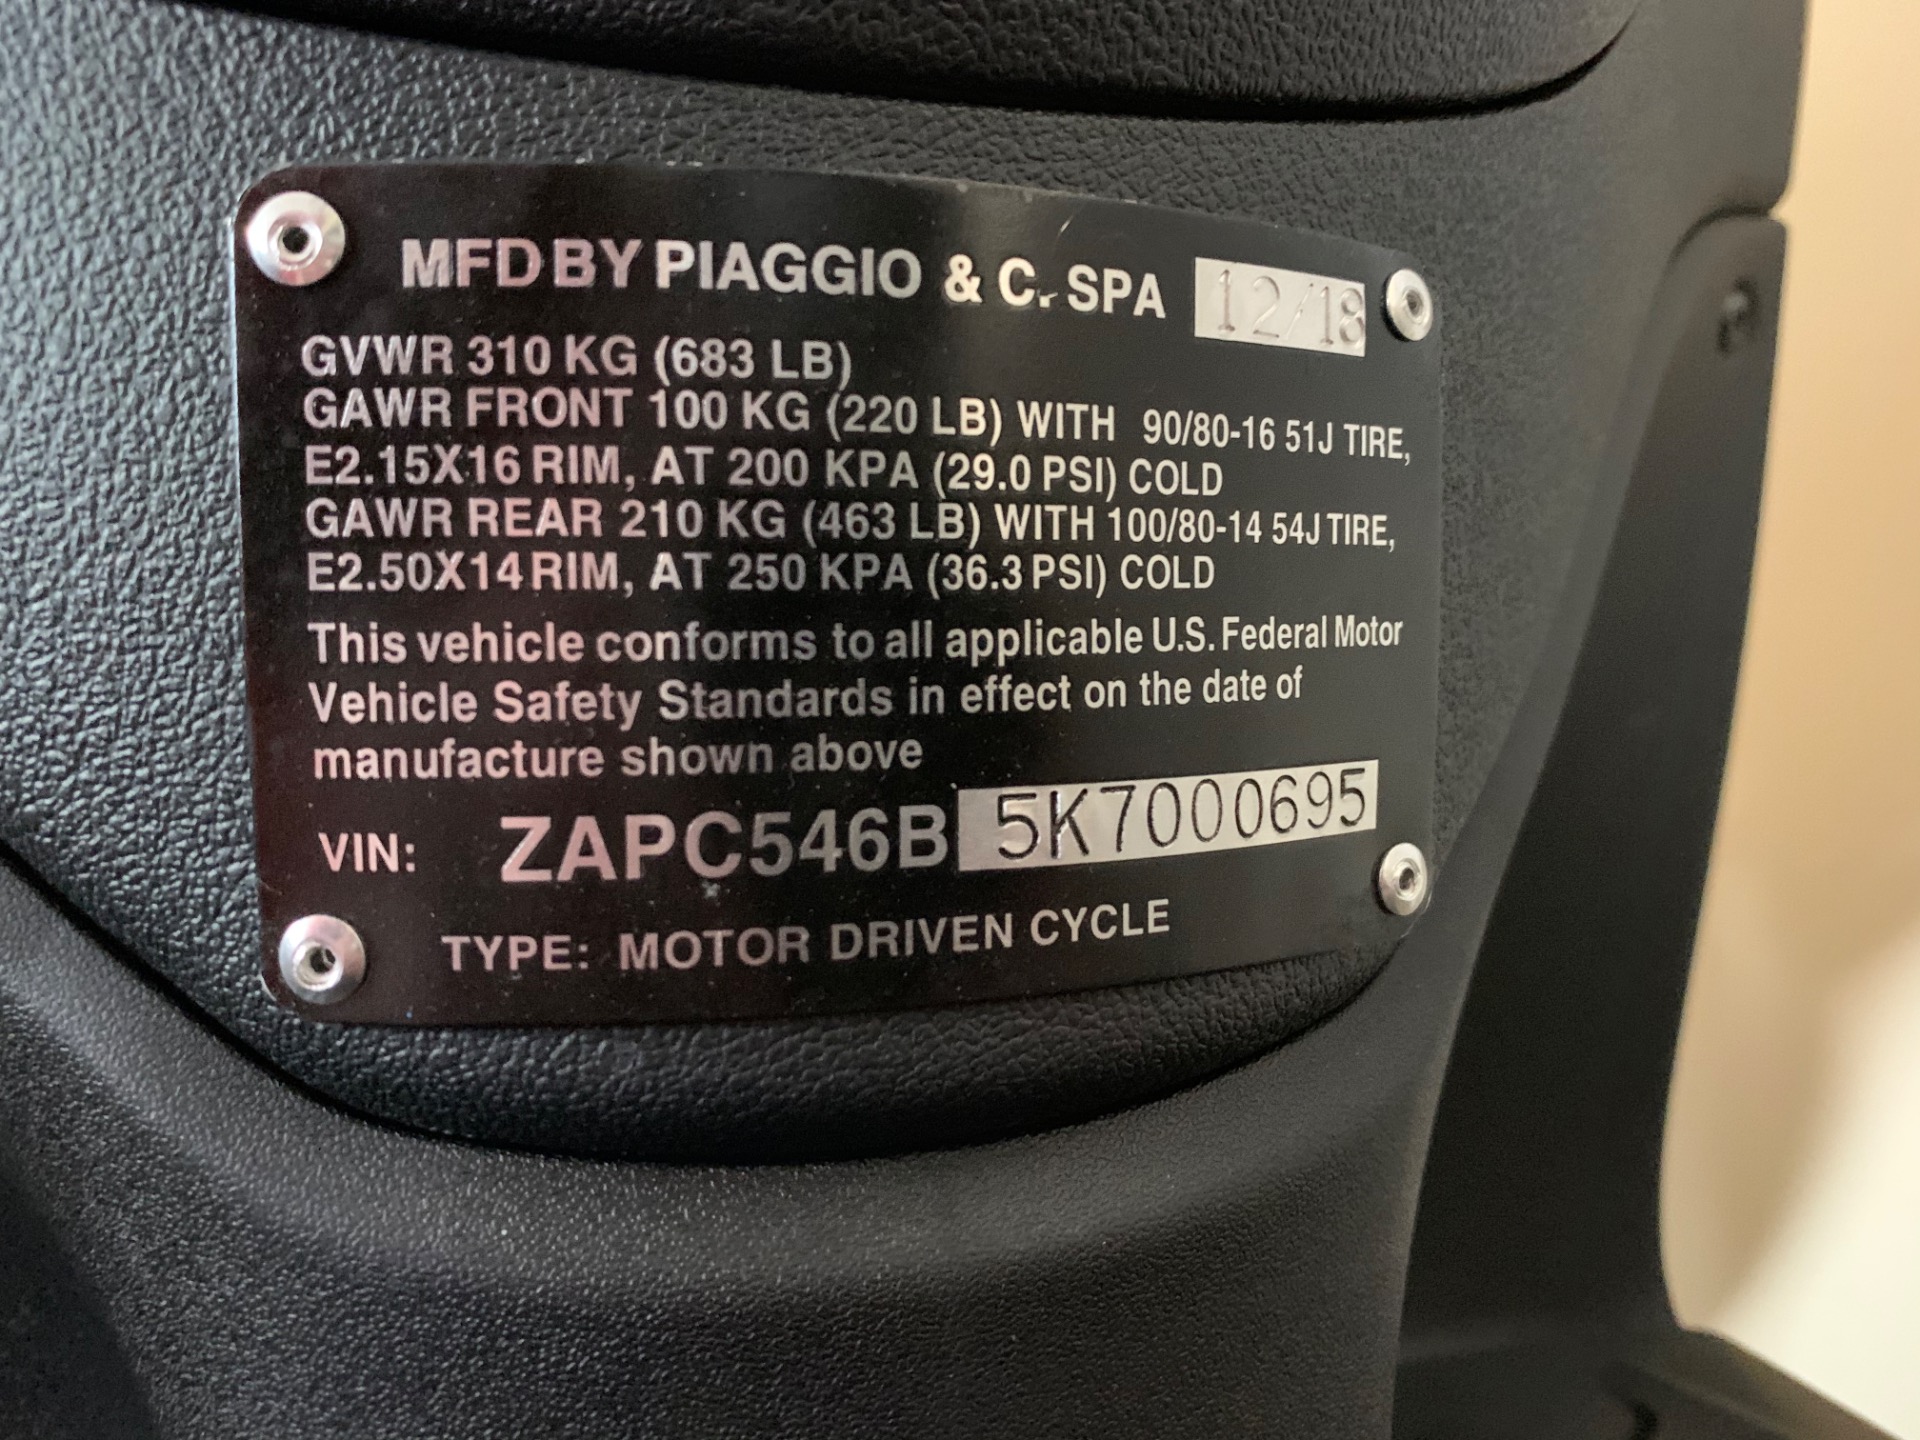 MFD BY PIAGGIO & C. SPA 12/18
GVWR 310 KG (683 LB)
GAWR FRONT 100 KG (220 LB) WITH 90/80-16 51J TIRE,
E2.15X16 RIM, AT 200 KPA (29.0 PSI) COLD
GAWR REAR 210 KG (463 LB) WITH 100/80-14 54J TIRE,
E2.50X14 RIM, AT 250 KPA (36.3 PSI) COLD
This vehicle conforms to all applicable U.S. Federal Motor
Vehicle Safety Standards in effect on the date of
manufacture shown above
VIN: ZAPC546B5K7000695
TYPE: MOTOR DRIVEN CYCLE